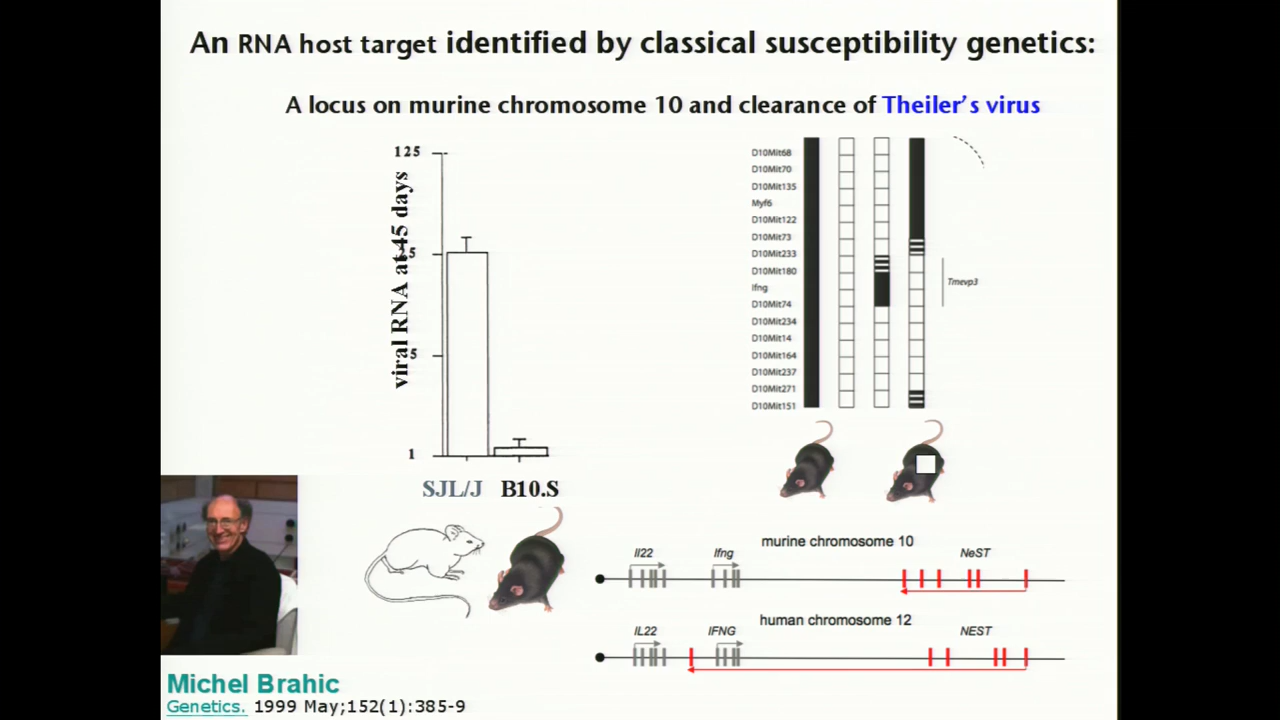 An RNA host target identified by classical susceptibility genetics:
A locus on murine chromosome 10 and clearance of Theiler's virus
125
25
5
1
viral RNA at 45 days
SJL/J B10.S
D10Mit68
D10Mit70
D10Mit135
Myf6
D10Mit122
D10Mit73
D10Mit233
D10Mit180
Ifng
D10Mit74
D10Mit234
D10Mit14
D10Mit164
D10Mit237
D10Mit271
D10Mit151
Tmevp3
murine chromosome 10
Il22 Ifng NeST
human chromosome 12
IL22 IFNG NEST
Michel Brahic
Genetics. 1999 May;152(1):385-9